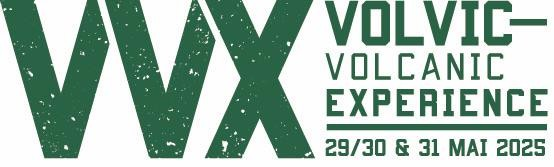 VVX
VOLVIC
VOLCANIC
EXPERIENCE
29/30 & 31 MAI 2025